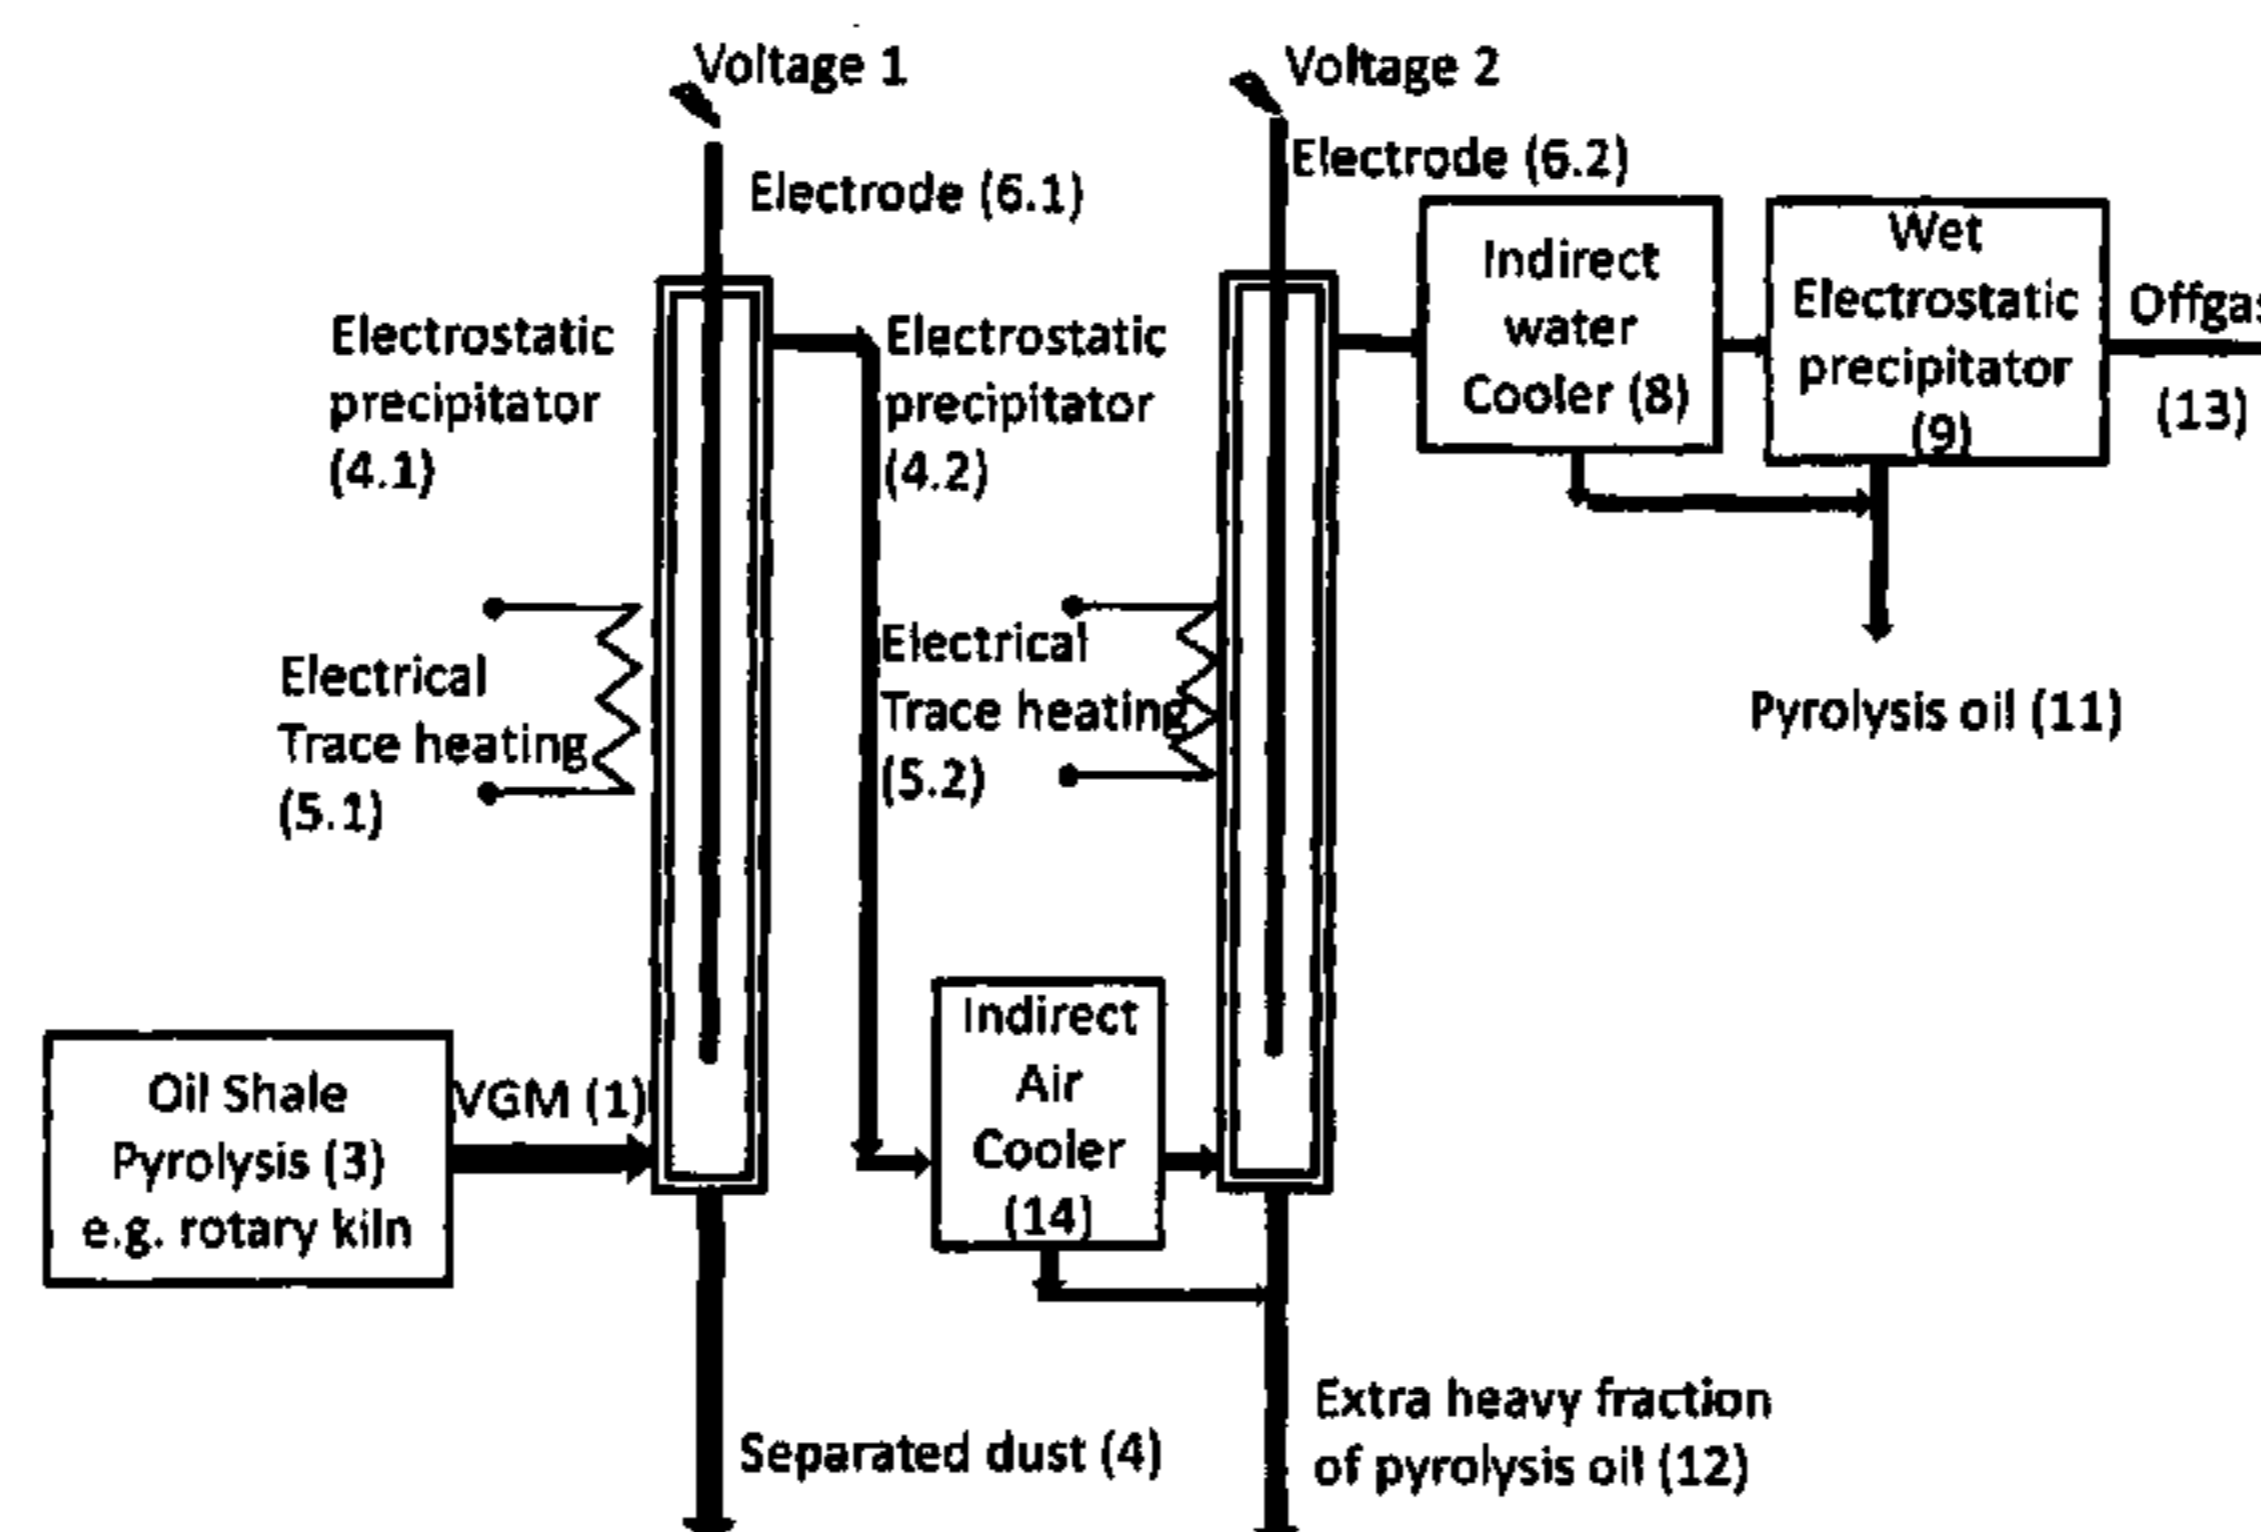 Voltage 1
Voltage 2
Electrode (6.1)
Electrode (6.2)
Electrostatic
precipitator
(4.1)
Electrostatic
precipitator
(4.2)
Indirect
water
Cooler (8)
Wet
Electrostatic
precipitator
(9)
Offgas
(13)
Electrical
Trace heating
(5.1)
Electrical
Trace heating
(5.2)
Pyrolysis oil (11)
Oil Shale
Pyrolysis (3)
e.g. rotary kiln
VGM (1)
Indirect
Air
Cooler
(14)
Separated dust (4)
Extra heavy fraction
of pyrolysis oil (12)